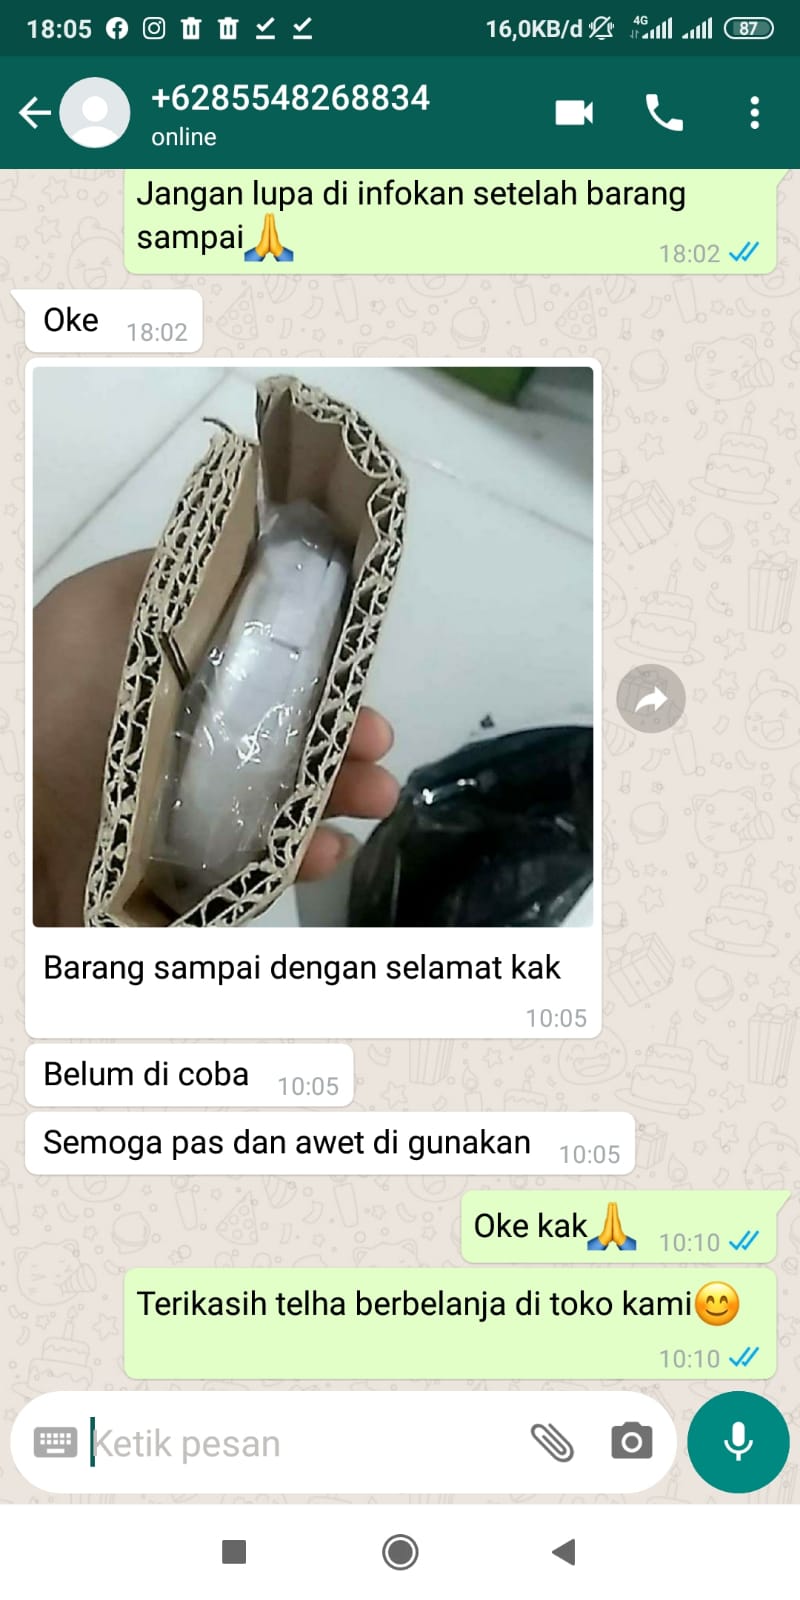 18:05
16,0KB/d
4G
87
+6285548268834
online
Jangan lupa di infokan setelah barang
sampai🙏
18:02
Oke
18:02
Barang sampai dengan selamat kak
10:05
Belum di coba
10:05
Semoga pas dan awet di gunakan
10:05
Oke kak🙏
10:10
Terikasih telha berbelanja di toko kami😊
10:10
Ketik pesan